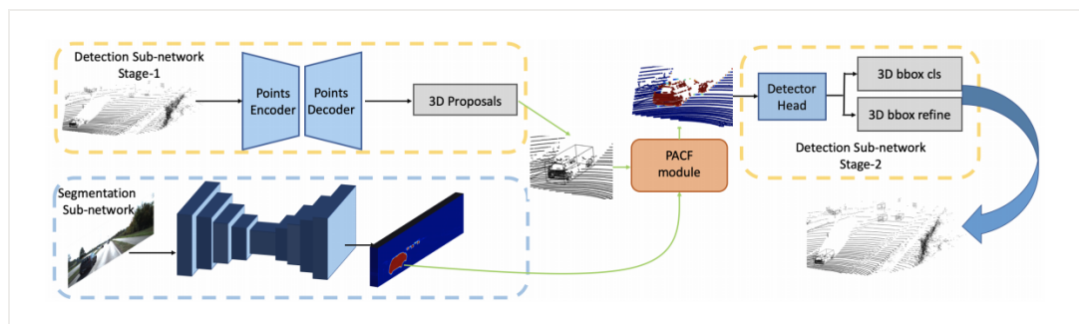 Detection Sub-network
Stage-1
Points
Encoder
Points
Decoder
3D Proposals
Segmentation
Sub-network
PACF
module
Detector
Head
3D bbox cls
3D bbox refine
Detection Sub-network
Stage-2